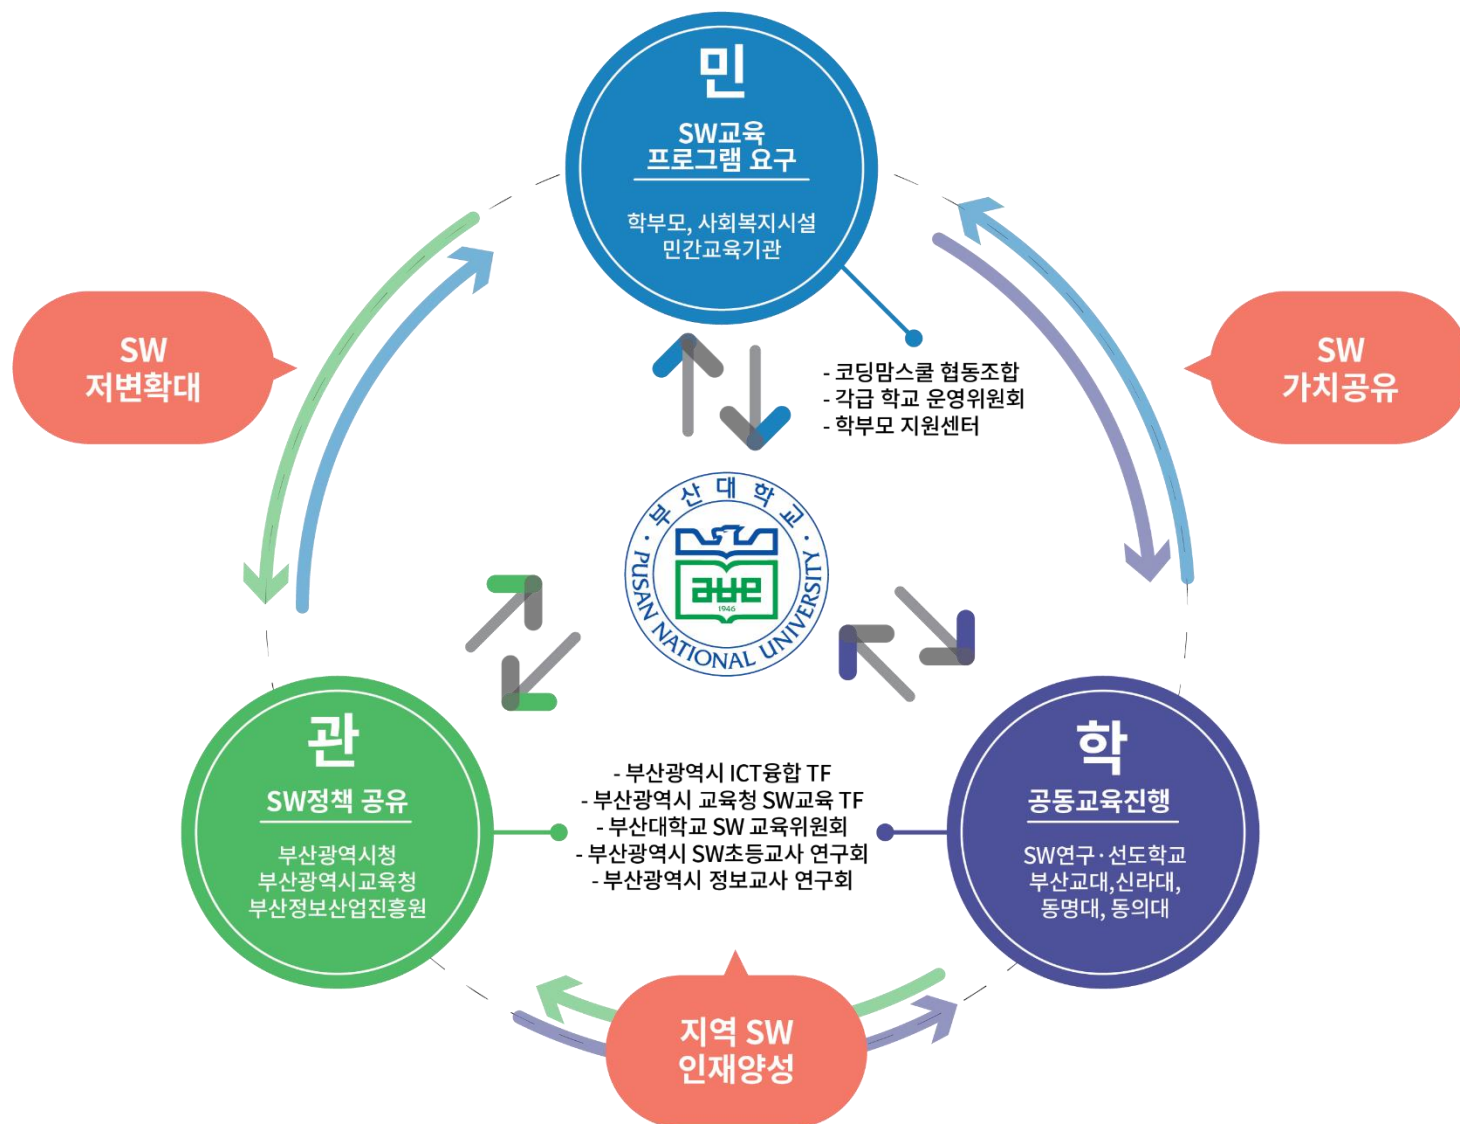 민
SW교육
프로그램 요구
학부모, 사회복지시설
민간교육기관
SW
저변확대
SW
가치공유
- 코딩맘스쿨 협동조합
- 각급 학교 운영위원회
- 학부모 지원센터
· 부산대학교 ·
1946
PUSAN NATIONAL UNIVERSITY
관
SW정책 공유
부산광역시청
부산광역시교육청
부산정보산업진흥원
- 부산광역시 ICT융합 TF
- 부산광역시 교육청 SW교육 TF
- 부산대학교 SW 교육위원회
- 부산광역시 SW초등교사 연구회
- 부산광역시 정보교사 연구회
학
공동교육진행
SW연구·선도학교
부산교대,신라대,
동명대, 동의대
지역 SW
인재양성